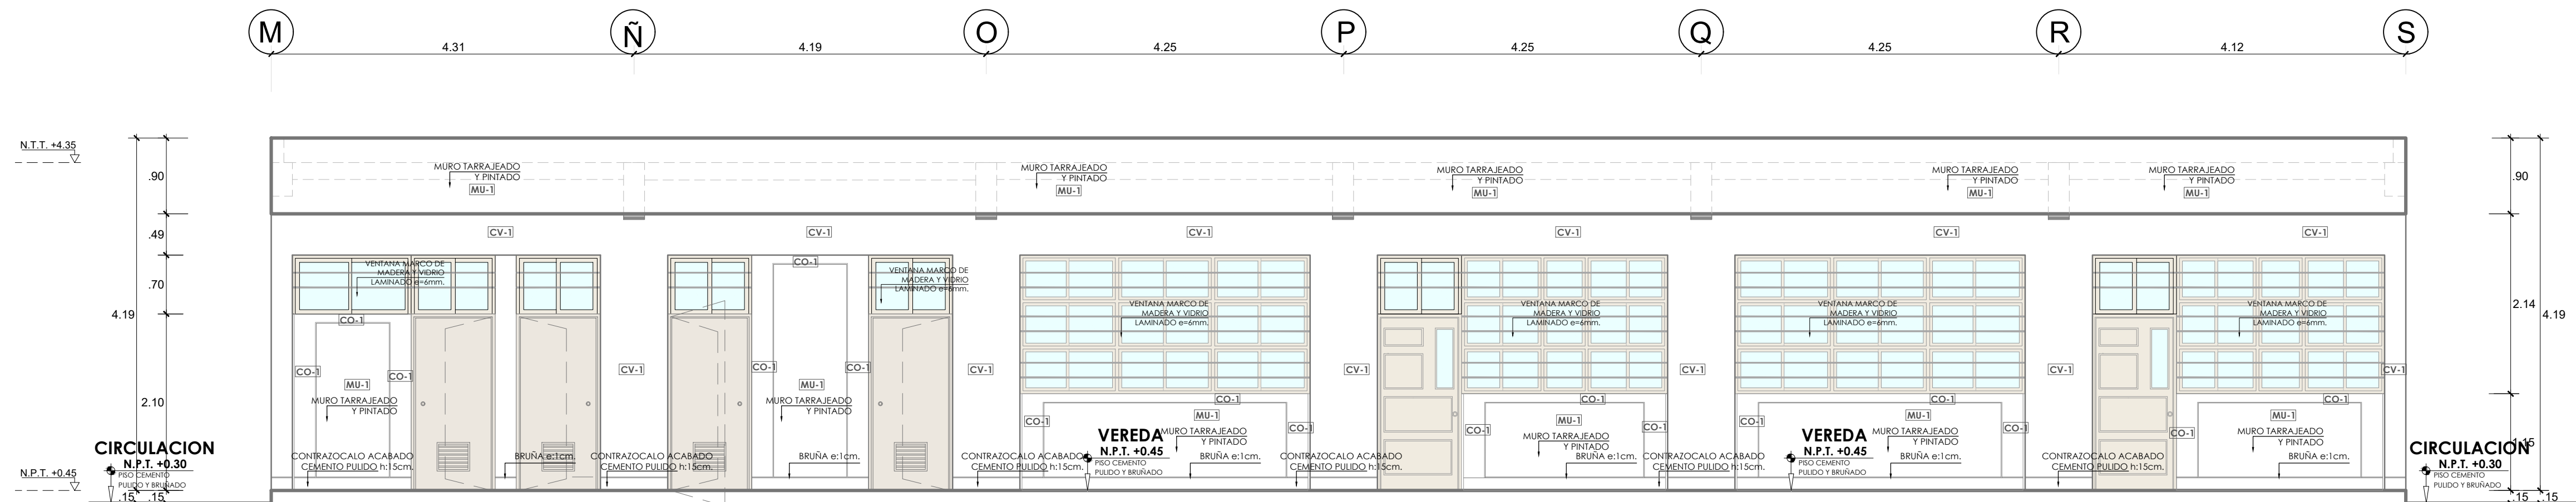 M Ñ O P Q R S
4.31 4.19 4.25 4.25 4.25 4.12
N.T.T. +4.35
.90
.49
.70
4.19
2.10
.15 .15
N.P.T. +0.45
CIRCULACION
N.P.T. +0.30
PISO CEMENTO
PULIDO Y BRUÑADO
MURO TARRAJEADO
Y PINTADO
MU-1
MURO TARRAJEADO
Y PINTADO
MU-1
MURO TARRAJEADO
Y PINTADO
MU-1
MURO TARRAJEADO
Y PINTADO
MU-1
MURO TARRAJEADO
Y PINTADO
MU-1
CV-1 CV-1 CV-1 CV-1 CV-1 CV-1
VENTANA MARCO DE
MADERA Y VIDRIO
LAMINADO e=6mm.
CO-1
CO-1
CO-1
MU-1
MURO TARRAJEADO
Y PINTADO
CONTRAZOCALO ACABADO
CEMENTO PULIDO h:15cm.
BRUÑA e:1cm.
CV-1
CONTRAZOCALO ACABADO
CEMENTO PULIDO h:15cm.
CO-1
CO-1
CO-1
MU-1
MURO TARRAJEADO
Y PINTADO
BRUÑA e:1cm.
VENTANA MARCO DE
MADERA Y VIDRIO
LAMINADO e=6mm.
CV-1
CONTRAZOCALO ACABADO
CEMENTO PULIDO h:15cm.
VENTANA MARCO DE
MADERA Y VIDRIO
LAMINADO e=6mm.
CO-1
CO-1
CO-1
MU-1
VEREDA
N.P.T. +0.45
PISO CEMENTO
PULIDO Y BRUÑADO
MURO TARRAJEADO
Y PINTADO
BRUÑA e:1cm.
CV-1
CONTRAZOCALO ACABADO
CEMENTO PULIDO h:15cm.
VENTANA MARCO DE
MADERA Y VIDRIO
LAMINADO e=6mm.
CO-1
CO-1
CO-1
MU-1
MURO TARRAJEADO
Y PINTADO
BRUÑA e:1cm.
CV-1
CONTRAZOCALO ACABADO
CEMENTO PULIDO h:15cm.
VENTANA MARCO DE
MADERA Y VIDRIO
LAMINADO e=6mm.
CO-1
CO-1
CO-1
MU-1
VEREDA
N.P.T. +0.45
PISO CEMENTO
PULIDO Y BRUÑADO
MURO TARRAJEADO
Y PINTADO
BRUÑA e:1cm.
CV-1
CONTRAZOCALO ACABADO
CEMENTO PULIDO h:15cm.
VENTANA MARCO DE
MADERA Y VIDRIO
LAMINADO e=6mm.
CO-1
CO-1
MU-1
MURO TARRAJEADO
Y PINTADO
BRUÑA e:1cm.
CV-1
.90
2.14
4.19
1.15
.15 .15
CIRCULACION
N.P.T. +0.30
PISO CEMENTO
PULIDO Y BRUÑADO